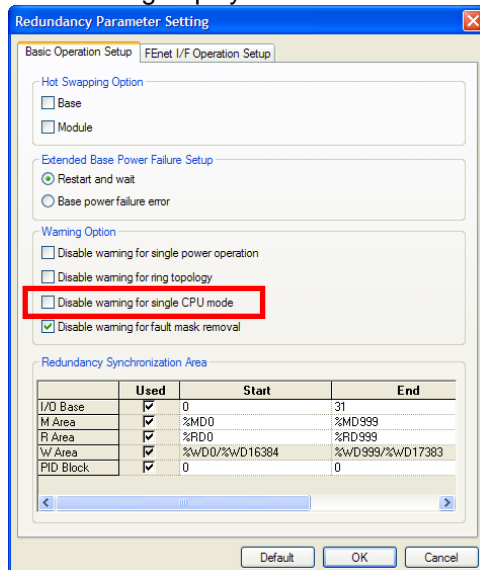 Redundancy Parameter Setting
Basic Operation Setup FEnet I/F Operation Setup
Hot Swapping Option
Base
Module
Extended Base Power Failure Setup
Restart and wait
Base power failure error
Warning Option
Disable warning for single power operation
Disable warning for ring topology
Disable warning for single CPU mode
Disable warning for fault mask removal
Redundancy Synchronization Area
Used Start End
I/O Base 0 31
M Area %MD0 %MD999
R Area %RD0 %RD999
W Area %WD0/%WD16384 %WD999/%WD17383
PID Block 0 0
Default OK Cancel